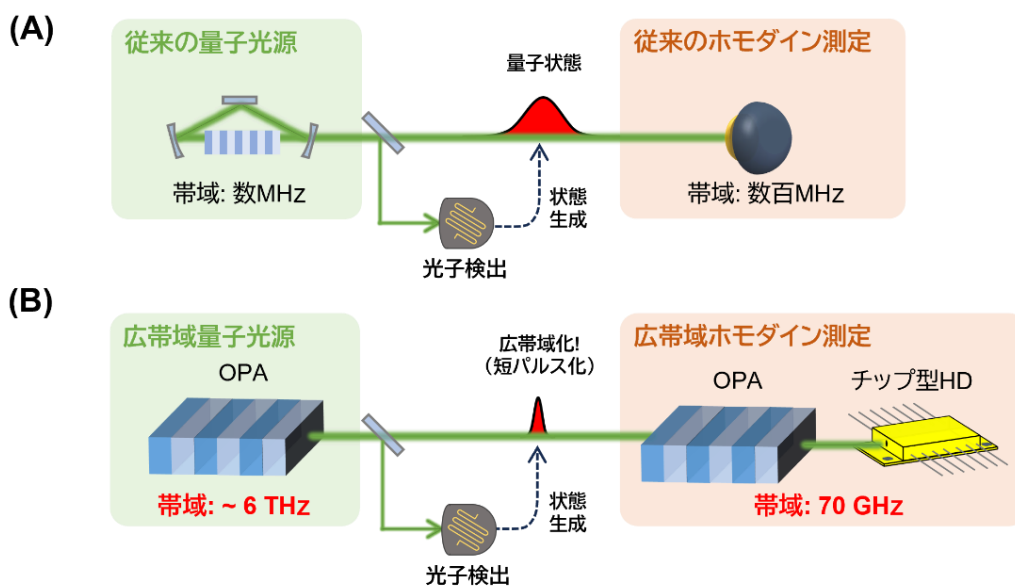 (A)
従来の量子光源
従来のホモダイン測定
量子状態
帯域: 数MHz
帯域: 数百MHz
状態
生成
光子検出
(B)
広帯域量子光源
広帯域ホモダイン測定
OPA
広帯域化!
（短パルス化）
OPA
チップ型HD
帯域: ~ 6 THz
帯域: 70 GHz
状態
生成
光子検出